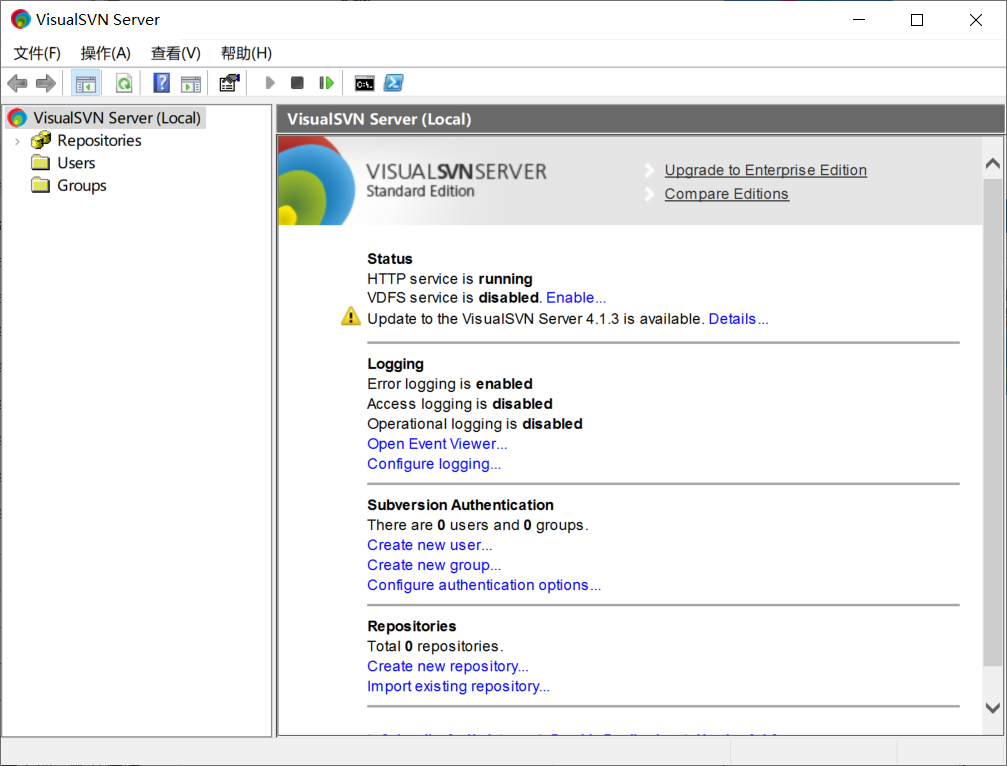 VisualSVN Server
文件(F) 操作(A) 查看(V) 帮助(H)
VisualSVN Server (Local)
Repositories
Users
Groups
VisualSVN Server (Local)
VISUALSVNSERVER
Standard Edition
Upgrade to Enterprise Edition
Compare Editions
Status
HTTP service is running
VDFS service is disabled. Enable...
Update to the VisualSVN Server 4.1.3 is available. Details...
Logging
Error logging is enabled
Access logging is disabled
Operational logging is disabled
Open Event Viewer...
Configure logging...
Subversion Authentication
There are 0 users and 0 groups.
Create new user...
Create new group...
Configure authentication options...
Repositories
Total 0 repositories.
Create new repository...
Import existing repository...